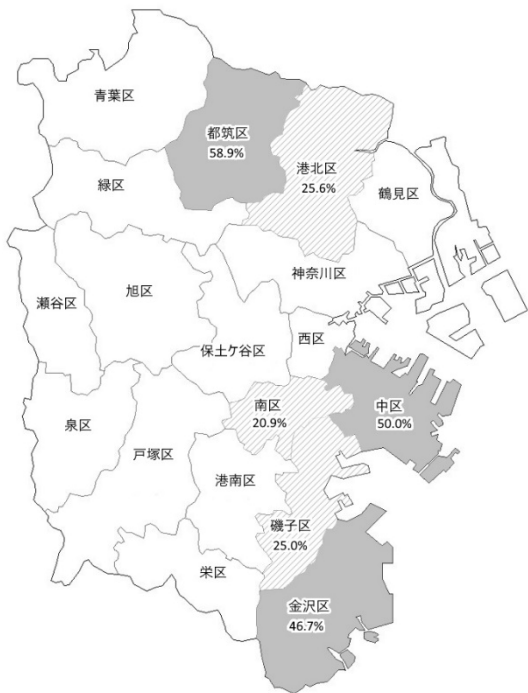 青葉区
都筑区
58.9%
港北区
25.6%
緑区
鶴見区
神奈川区
瀬谷区
旭区
保土ケ谷区
西区
南区
20.9%
中区
50.0%
泉区
戸塚区
港南区
磯子区
25.0%
栄区
金沢区
46.7%